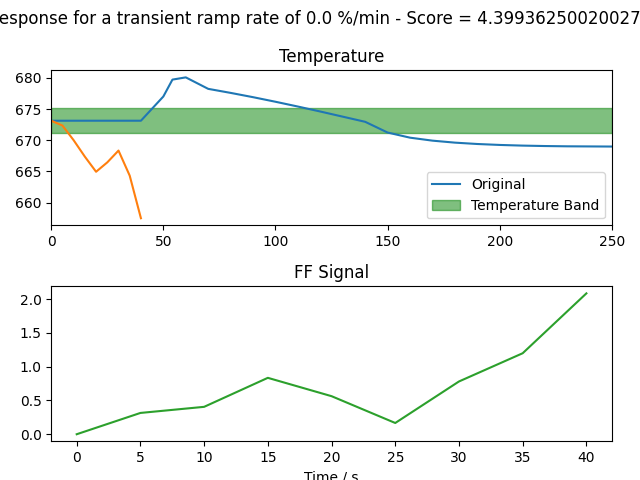 esponse for a transient ramp rate of 0.0 %/min - Score = 4.39936250020027
Temperature
680
675
670
665
660
0 50 100 150 200 250
Original
Temperature Band
FF Signal
2.0
1.5
1.0
0.5
0.0
0 5 10 15 20 25 30 35 40
Time / s